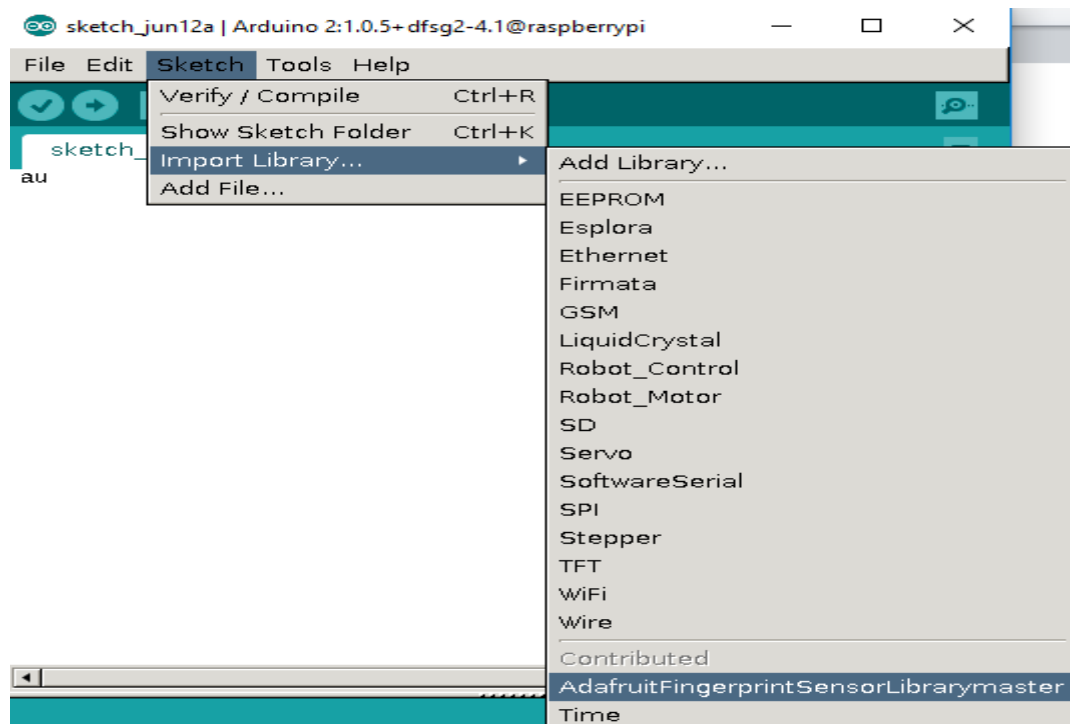 sketch_jun12a | Arduino 2:1.0.5+dfsg2-4.1@raspberrypi
File Edit Sketch Tools Help
Verify / Compile Ctrl+R
Show Sketch Folder Ctrl+K
sketch_
Import Library...
au
Add File...
Add Library...
EEPROM
Esplora
Ethernet
Firmata
GSM
LiquidCrystal
Robot_Control
Robot_Motor
SD
Servo
SoftwareSerial
SPI
Stepper
TFT
WiFi
Wire
Contributed
AdafruitFingerprintSensorLibrarymaster
Time